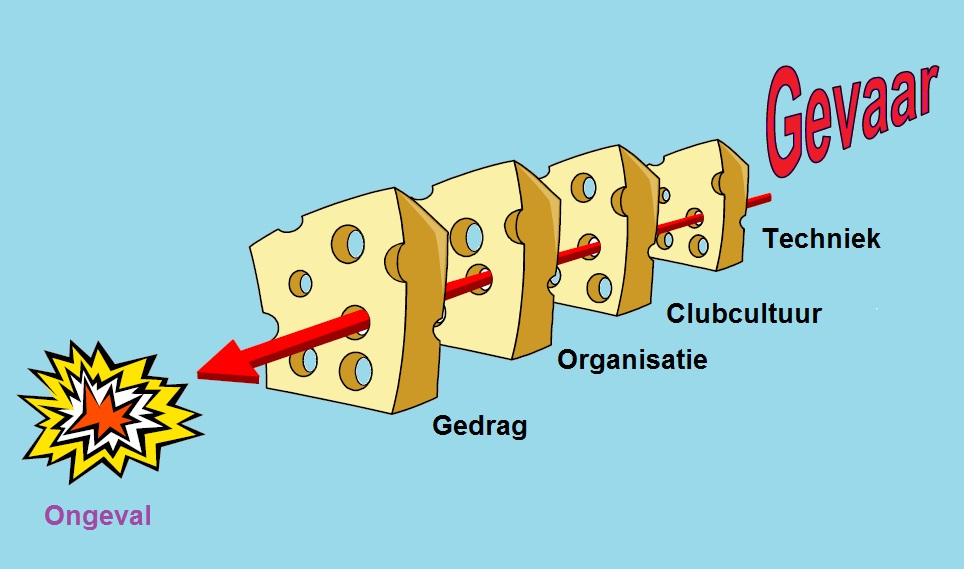 Gevaar
Techniek
Clubcultuur
Organisatie
Gedrag
Ongeval